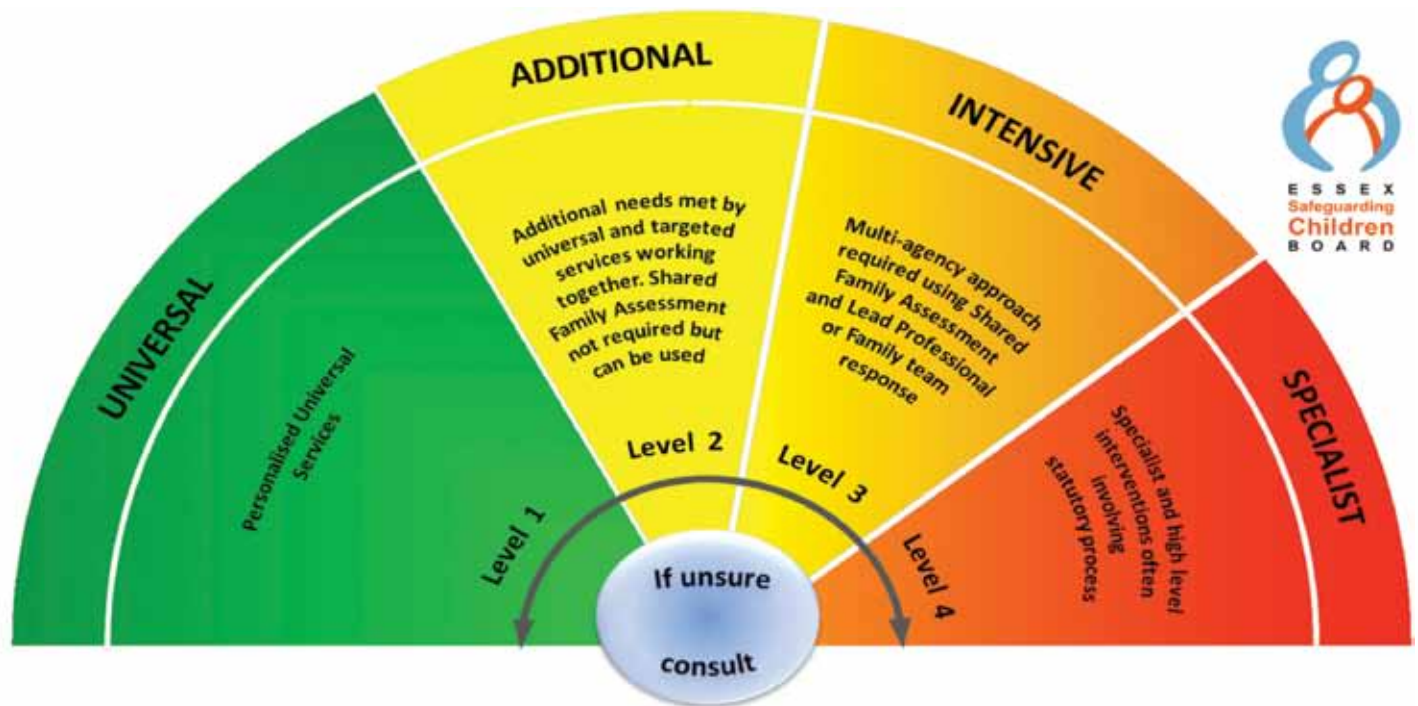 UNIVERSAL
Personalised Universal
Services
Level 1
ADDITIONAL
Additional needs met by
universal and targeted
services working
together. Shared
Family Assessment
not required but
can be used
Level 2
INTENSIVE
Multi-agency approach
required using Shared
Family Assessment
and Lead Professional
or Family team
response
Level 3
SPECIALIST
Specialist and high level
interventions often
involving
statutory process
Level 4
If unsure
consult
ESSEX
Safeguarding
Children
BOARD